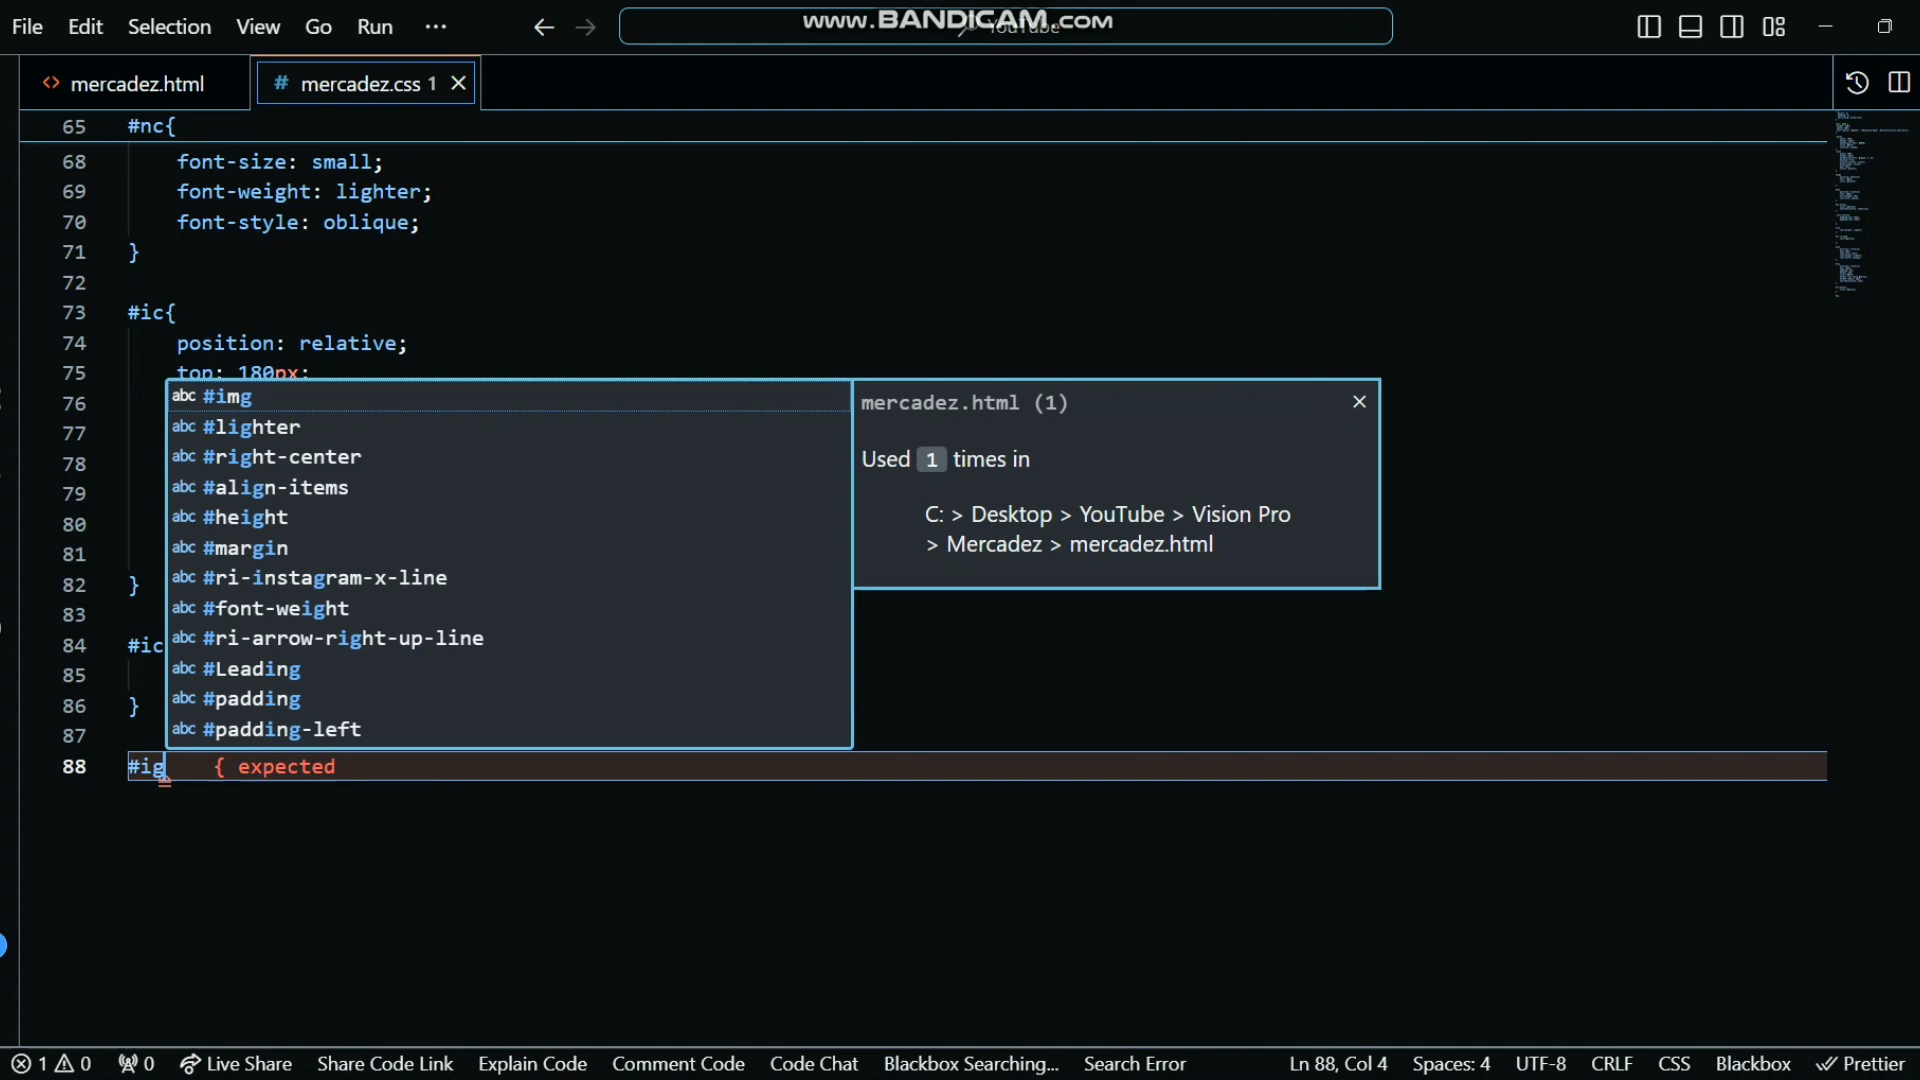 File Edit Selection View Go Run ···
www.BANDICAM.com
YouTube
mercadez.html
# mercadez.css 1
65 #nc{
68 font-size: small;
69 font-weight: lighter;
70 font-style: oblique;
71 }
72
73 #ic{
74 position: relative;
75 top: 180px;
76
77
78
79
80
81
82 }
83
84 #ic
85
86 }
87
88 #ig { expected
abc #img
abc #lighter
abc #right-center
abc #align-items
abc #height
abc #margin
abc #ri-instagram-x-line
abc #font-weight
abc #ri-arrow-right-up-line
abc #Leading
abc #padding
abc #padding-left
mercadez.html (1)
Used 1 times in
C: > Desktop > YouTube > Vision Pro
> Mercadez > mercadez.html
1 0 0 Live Share Share Code Link Explain Code Comment Code Code Chat Blackbox Searching... Search Error Ln 88, Col 4 Spaces: 4 UTF-8 CRLF CSS Blackbox Prettier